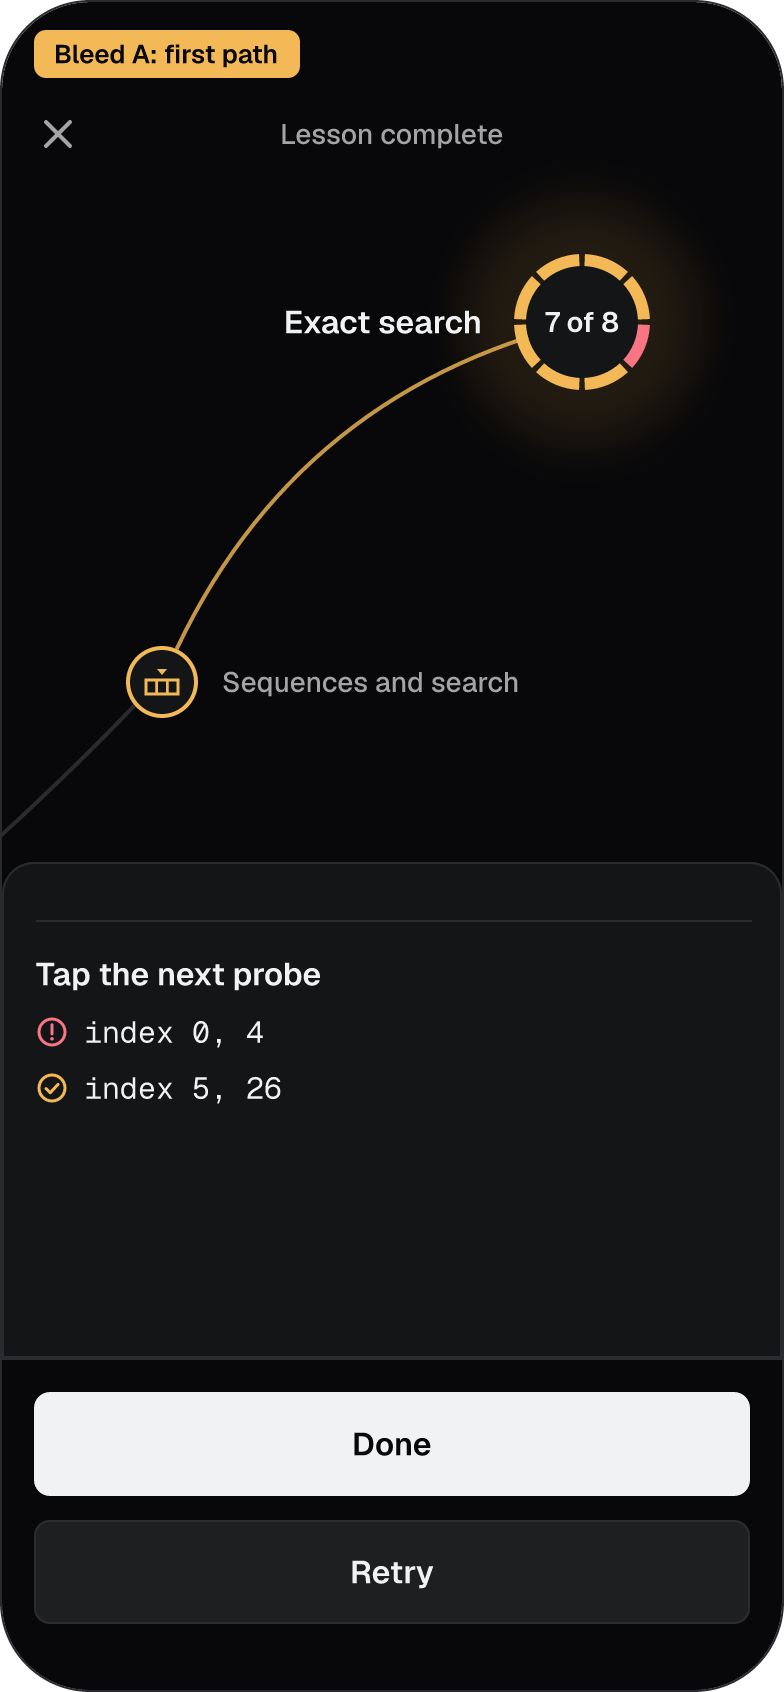 Bleed A: first path
Lesson complete
Exact search
7 of 8
Sequences and search
Tap the next probe
index 0, 4
index 5, 26
Done
Retry